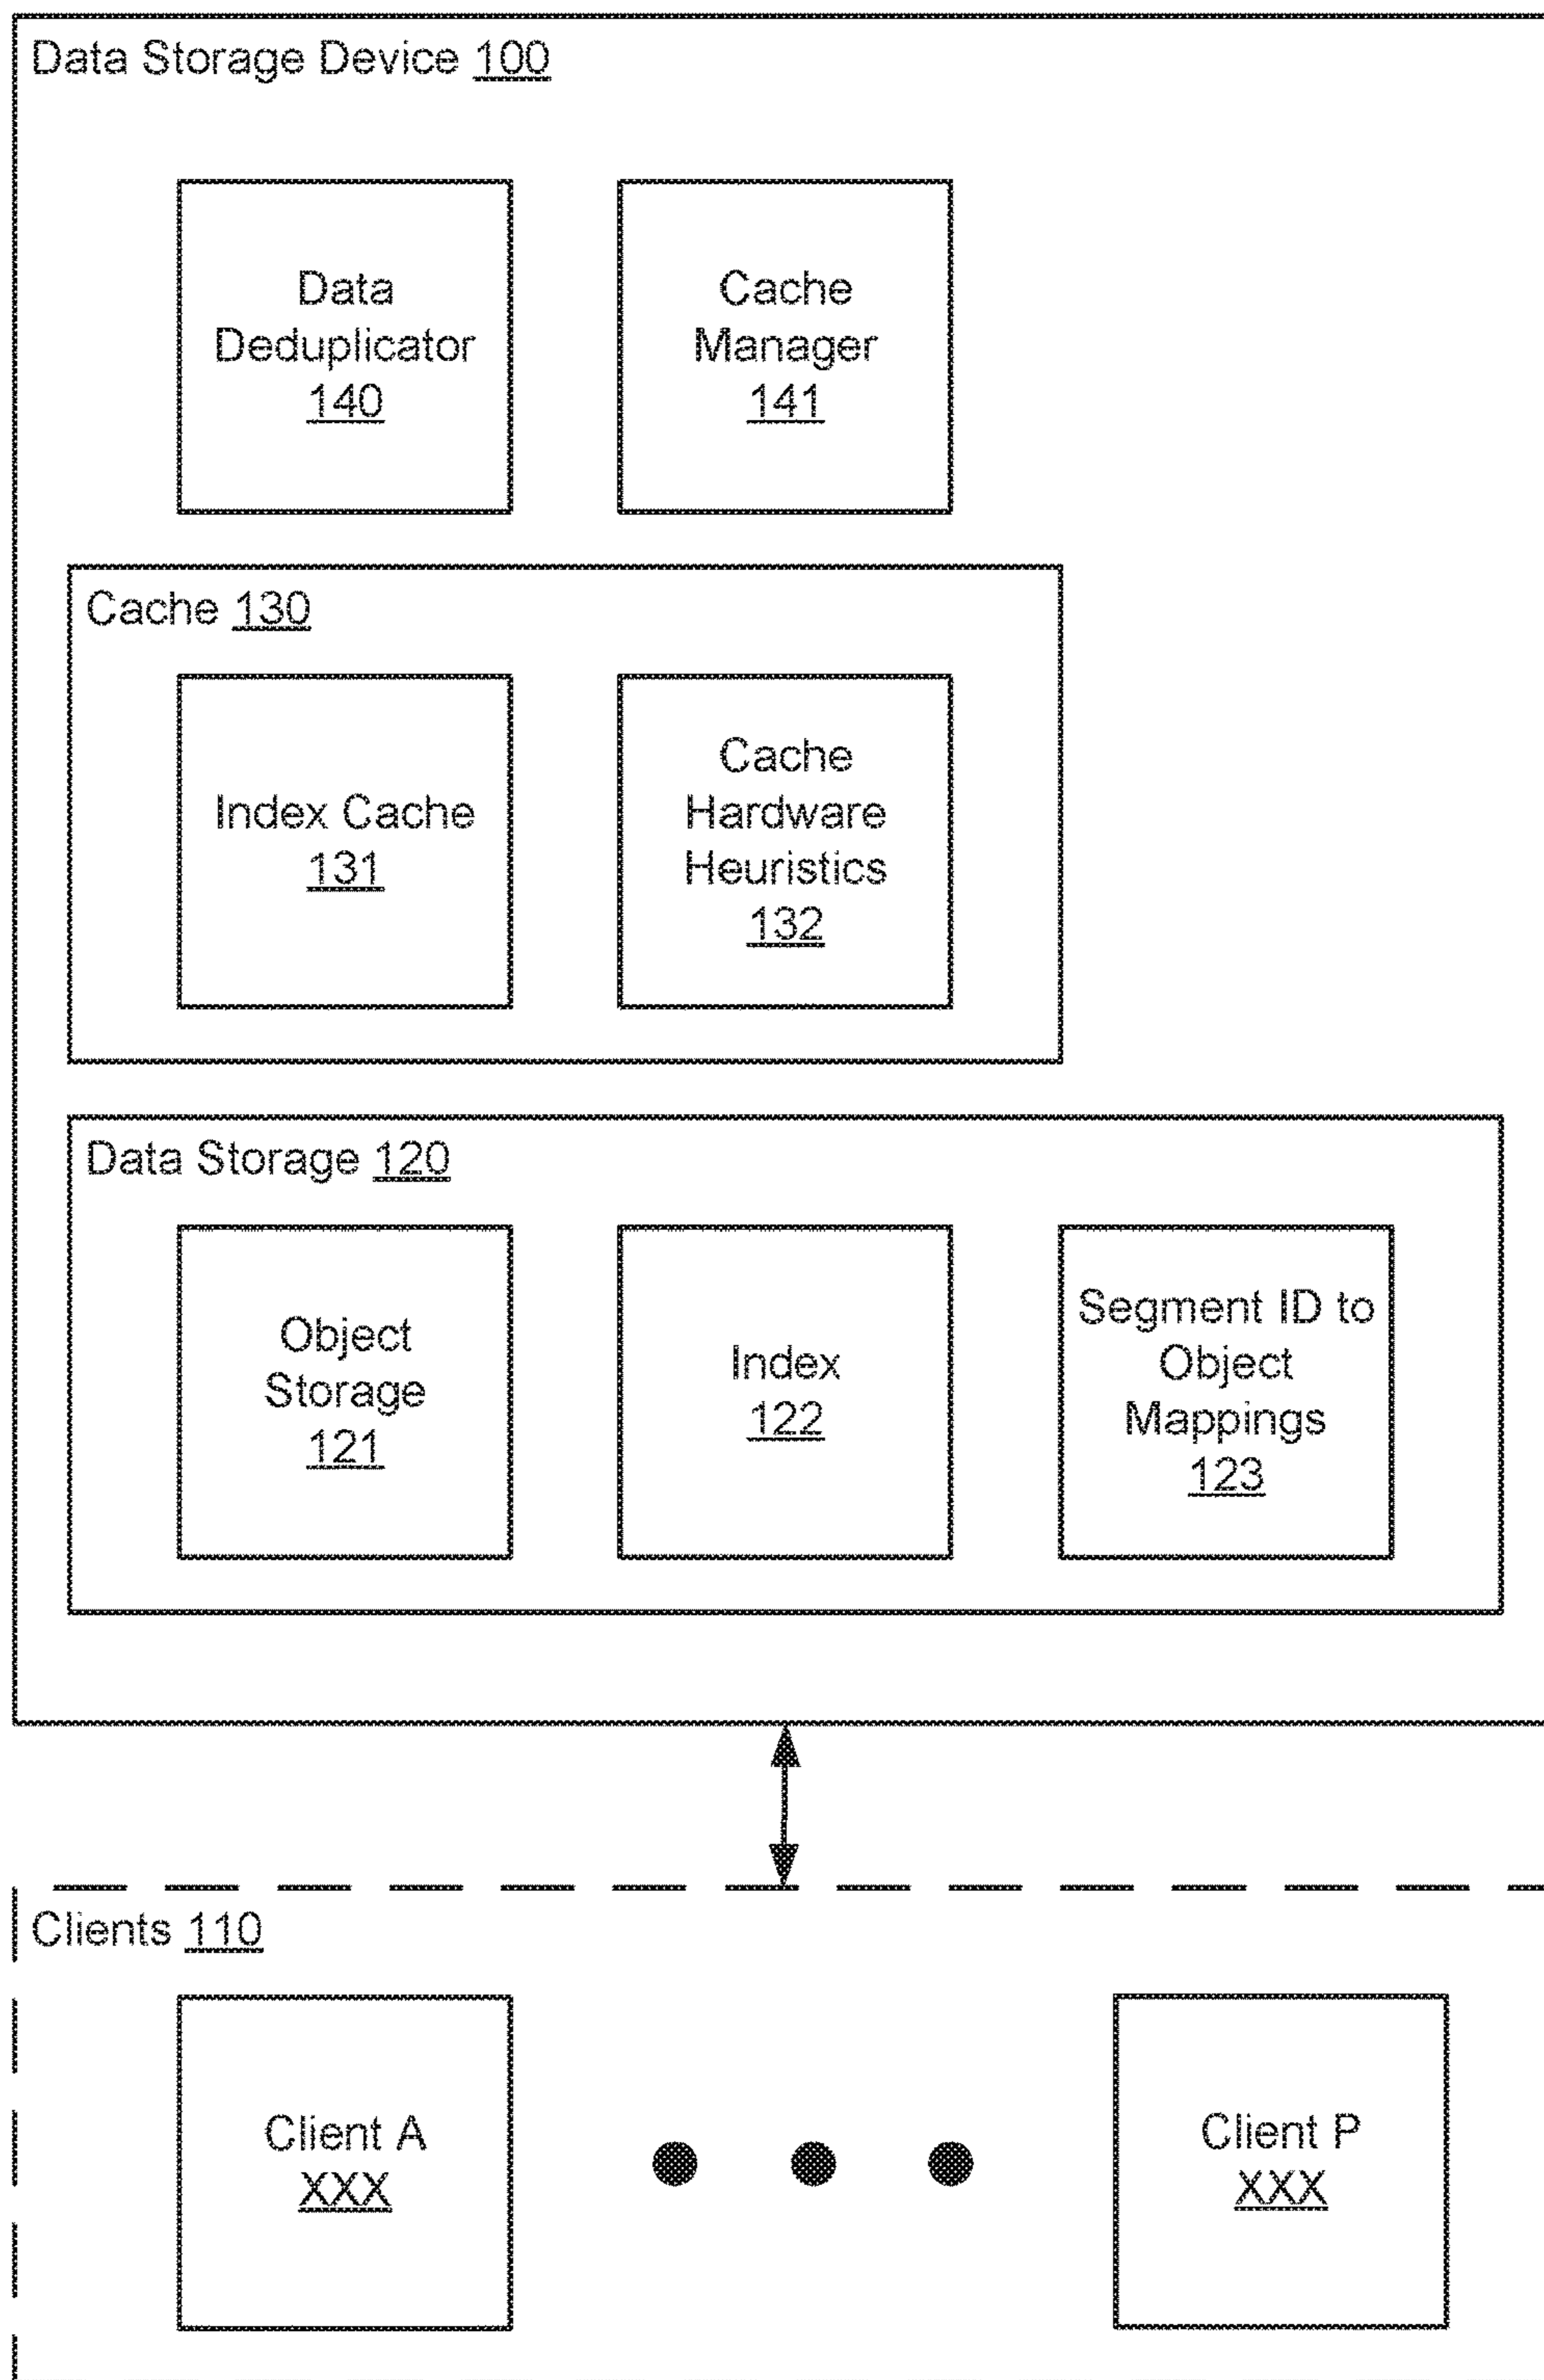 Data Storage Device 100
Data
Deduplicator
140
Cache
Manager
141
Cache 130
Index Cache
131
Cache
Hardware
Heuristics
132
Data Storage 120
Object
Storage
121
Index
122
Segment ID to
Object
Mappings
123
Clients 110
Client A
XXX
Client P
XXX